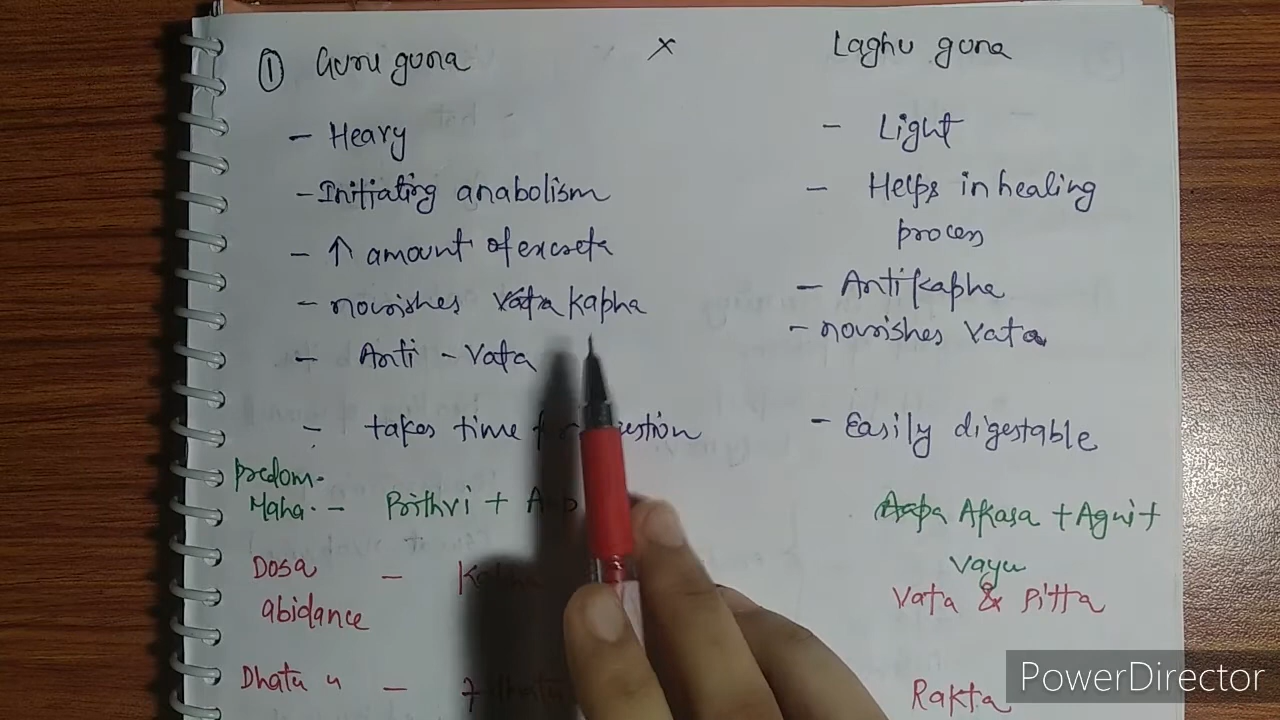 ① Guru guna × Laghu guna
- Heavy - Light
- Initiating anabolism - Helps in healing process
- ↑ amount of excreta - Antikapha
- nourishes kapha - nourishes vata
- Anti - Vata
- takes time - Easily digestable
predom.
Maha. - Prithvi + Akasa + Agni +
vayu
Dosa - Vata & Pitta
abidance
Dhatu " - 7 Rakta
PowerDirector